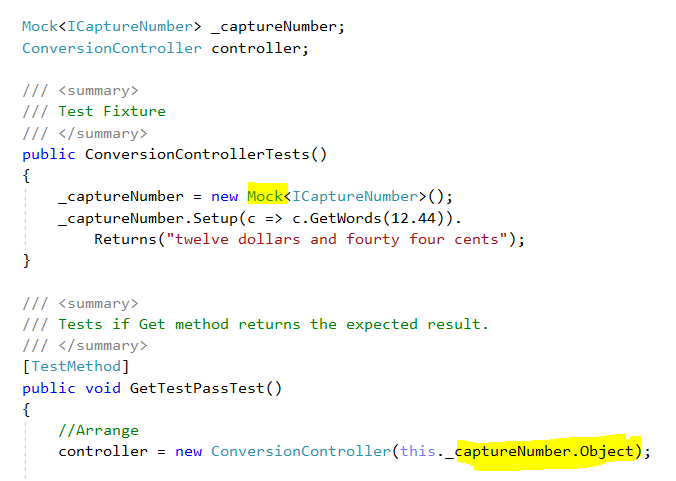 Mock<ICaptureNumber> _captureNumber;
ConversionController controller;
/// <summary>
/// Test Fixture
/// </summary>
public ConversionControllerTests()
{
_captureNumber = new Mock<ICaptureNumber>();
_captureNumber.Setup(c => c.GetWords(12.44)).
Returns("twelve dollars and fourty four cents");
}
/// <summary>
/// Tests if Get method returns the expected result.
/// </summary>
[TestMethod]
public void GetTestPassTest()
{
//Arrange
controller = new ConversionController(this._captureNumber.Object);